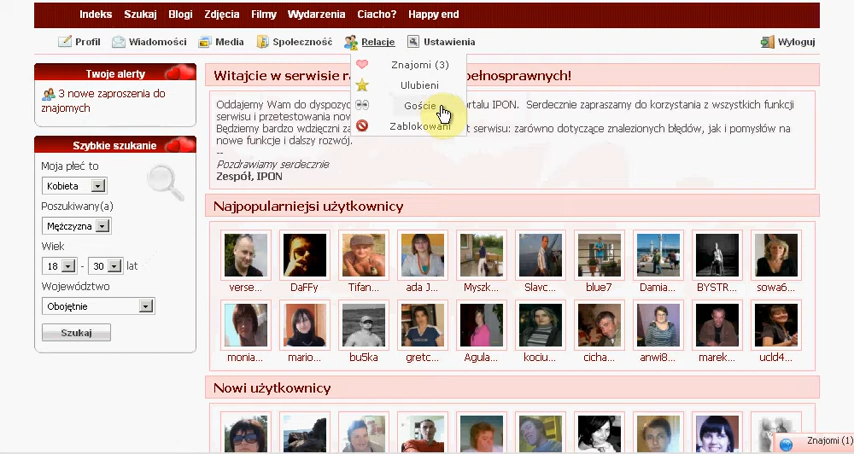 Indeks Szukaj Blogi Zdjęcia Filmy Wydarzenia Ciacho? Happy end
Profil Wiadomości Media Społeczność Relacje Ustawienia Wyloguj
Znajomi (3)
Ulubieni
Goście
Zablokowani
Twoje alerty
3 nowe zaproszenia do
znajomych
Szybkie szukanie
Moja płeć to
Kobieta
Poszukiwany(a)
Mężczyzna
Wiek
18 - 30 lat
Województwo
Obojętnie
Szukaj
Witajcie w serwisie ełnosprawnych!
Oddajemy Wam do dyspozyc ortalu IPON. Serdecznie zapraszamy do korzystania z wszystkich funkcji
serwisu i przetestowania now
Będziemy bardzo wdzięczni za t serwisu: zarówno dotyczące znalezionych błędów, jak i pomysłów na
nowe funkcje i dalszy rozwój.
--
Pozdrawiamy serdecznie
Zespół, IPON
Najpopularniejsi użytkownicy
verse... DaFFy Tifan... ada J... Myszk... Slavc... blue7 Damia... BYSTR... sowa6...
monia... mario... bu5ka gretc... Agula... kociu... cicha... anwi8... marek... ucld4...
Nowi użytkownicy
Znajomi (1)